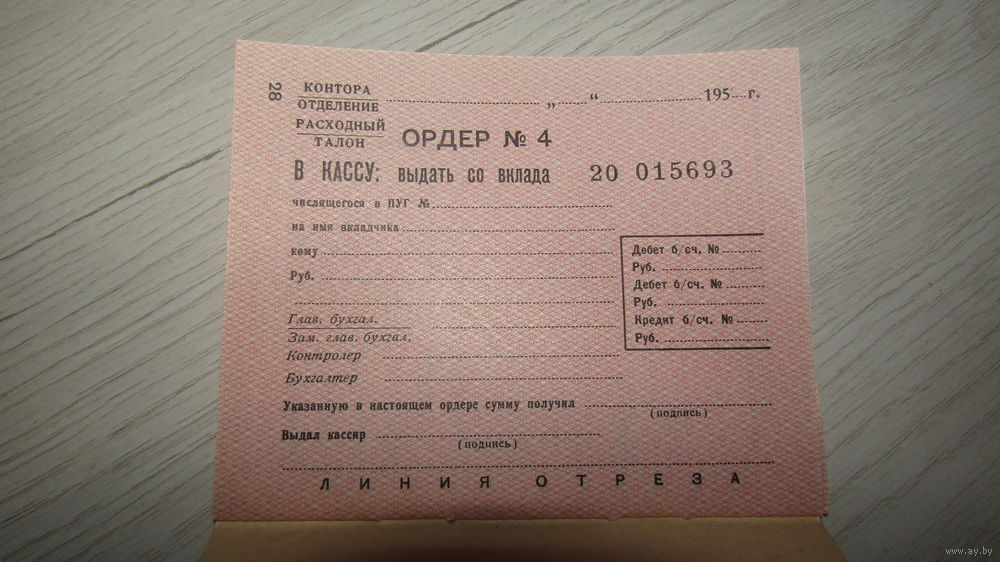 28
КОНТОРА
ОТДЕЛЕНИЕ „ “ 195 г.
РАСХОДНЫЙ
ТАЛОН
ОРДЕР № 4
В КАССУ: выдать со вклада 20 015693
числящегося в ПУГ №
на имя вкладчика
кому
Руб.
Дебет б/сч. №
Руб.
Дебет б/сч. №
Руб.
Кредит б/сч. №
Руб.
Глав. бухгал.
Зам. глав. бухгал.
Контролер
Бухгалтер
Указанную в настоящем ордере сумму получил
(подпись)
Выдал кассир
(подпись)
ЛИНИЯ ОТРЕЗА
www.ay.by